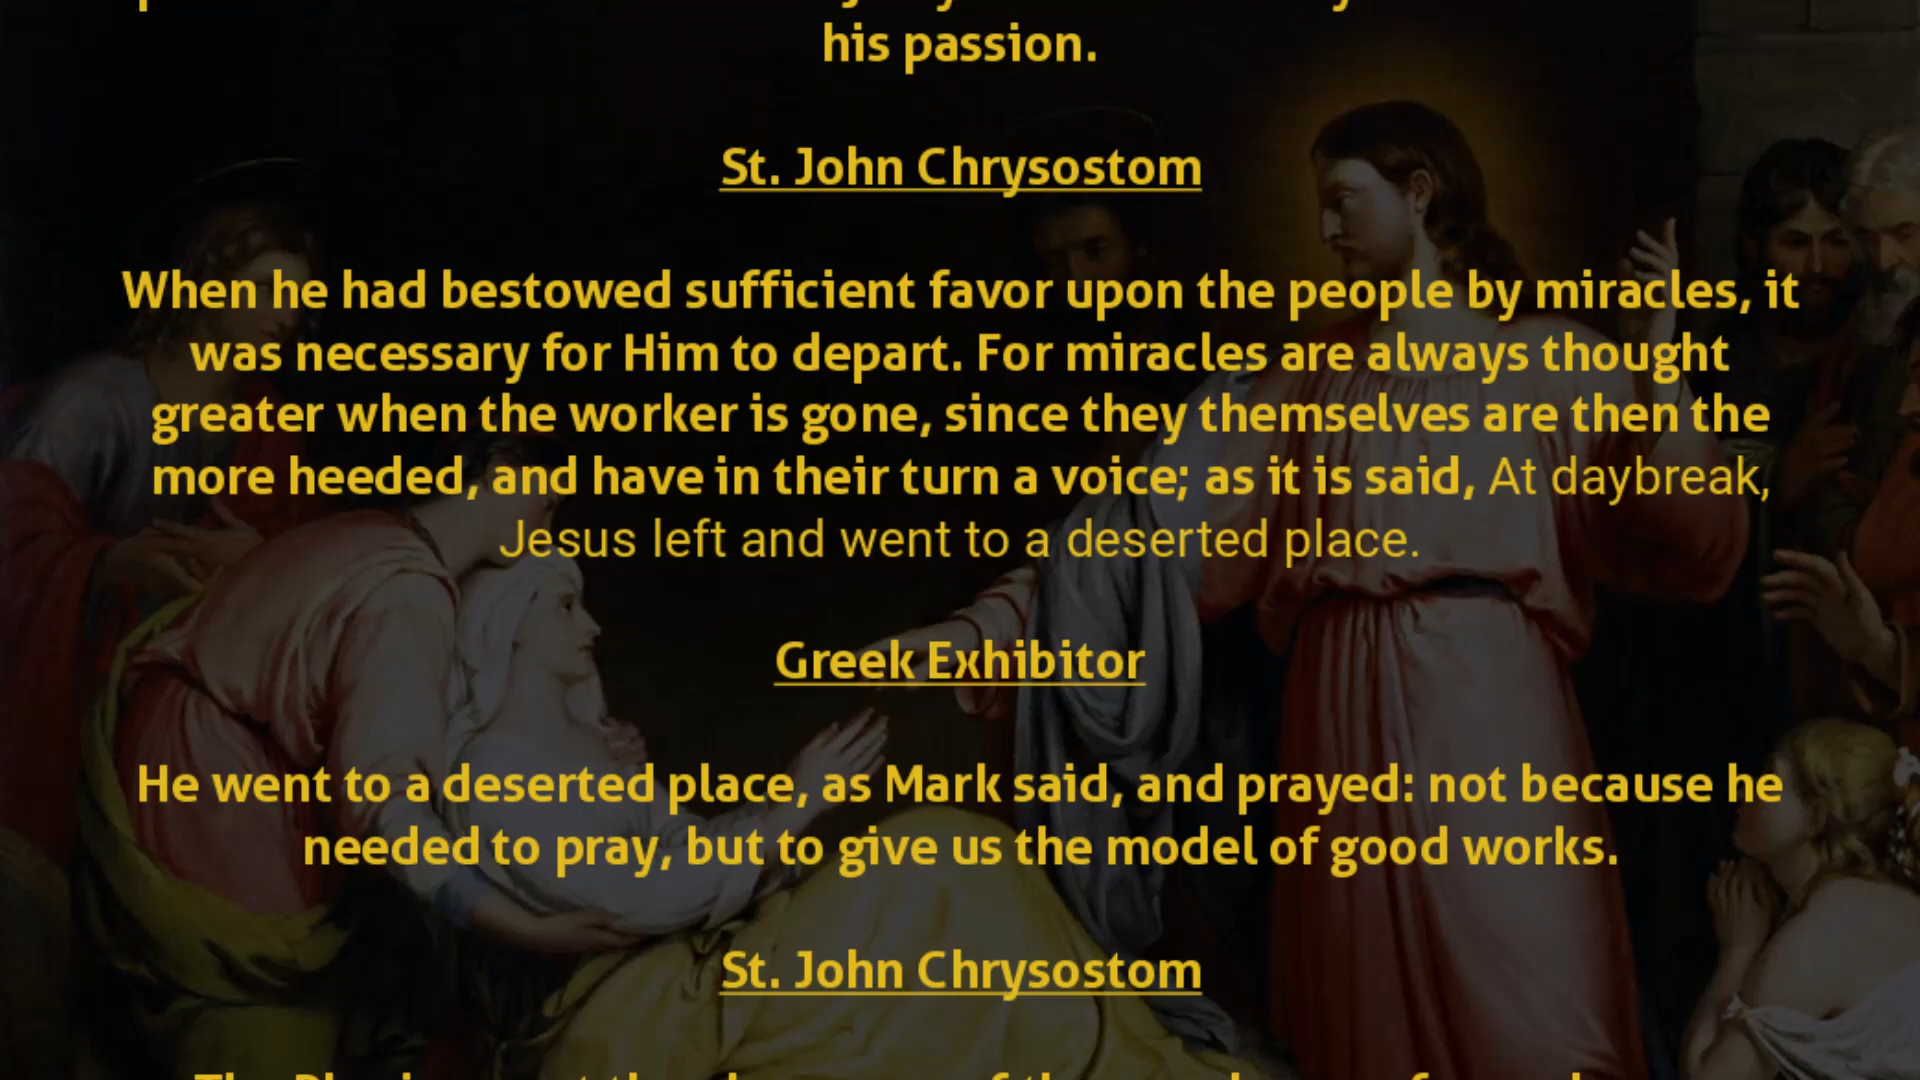 his passion.
St. John Chrysostom
When he had bestowed sufficient favor upon the people by miracles, it
was necessary for Him to depart. For miracles are always thought
greater when the worker is gone, since they themselves are then the
more heeded, and have in their turn a voice; as it is said, At daybreak,
Jesus left and went to a deserted place.
Greek Exhibitor
He went to a deserted place, as Mark said, and prayed: not because he
needed to pray, but to give us the model of good works.
St. John Chrysostom